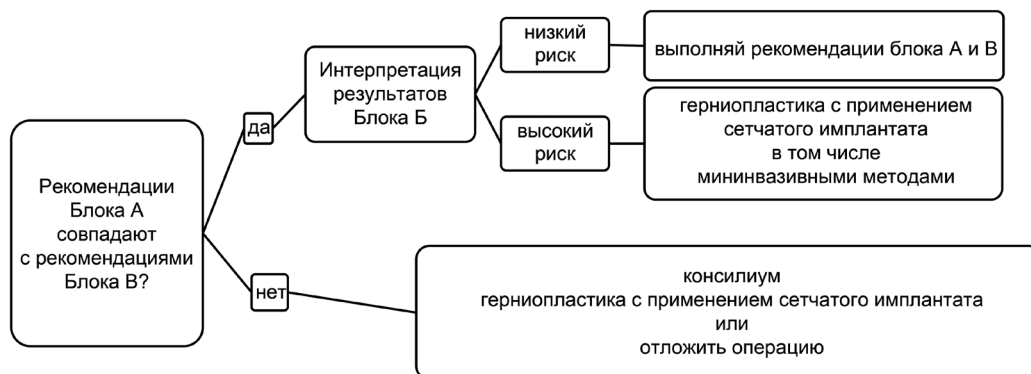 Рекомендации
Блока А
совпадают
с рекомендациями
Блока В?
да
Интерпретация
результатов
Блока Б
низкий
риск
выполняй рекомендации блока А и В
высокий
риск
герниопластика с применением
сетчатого имплантата
в том числе
мининвазивными методами
нет
консилиум
герниопластика с применением сетчатого имплантата
или
отложить операцию